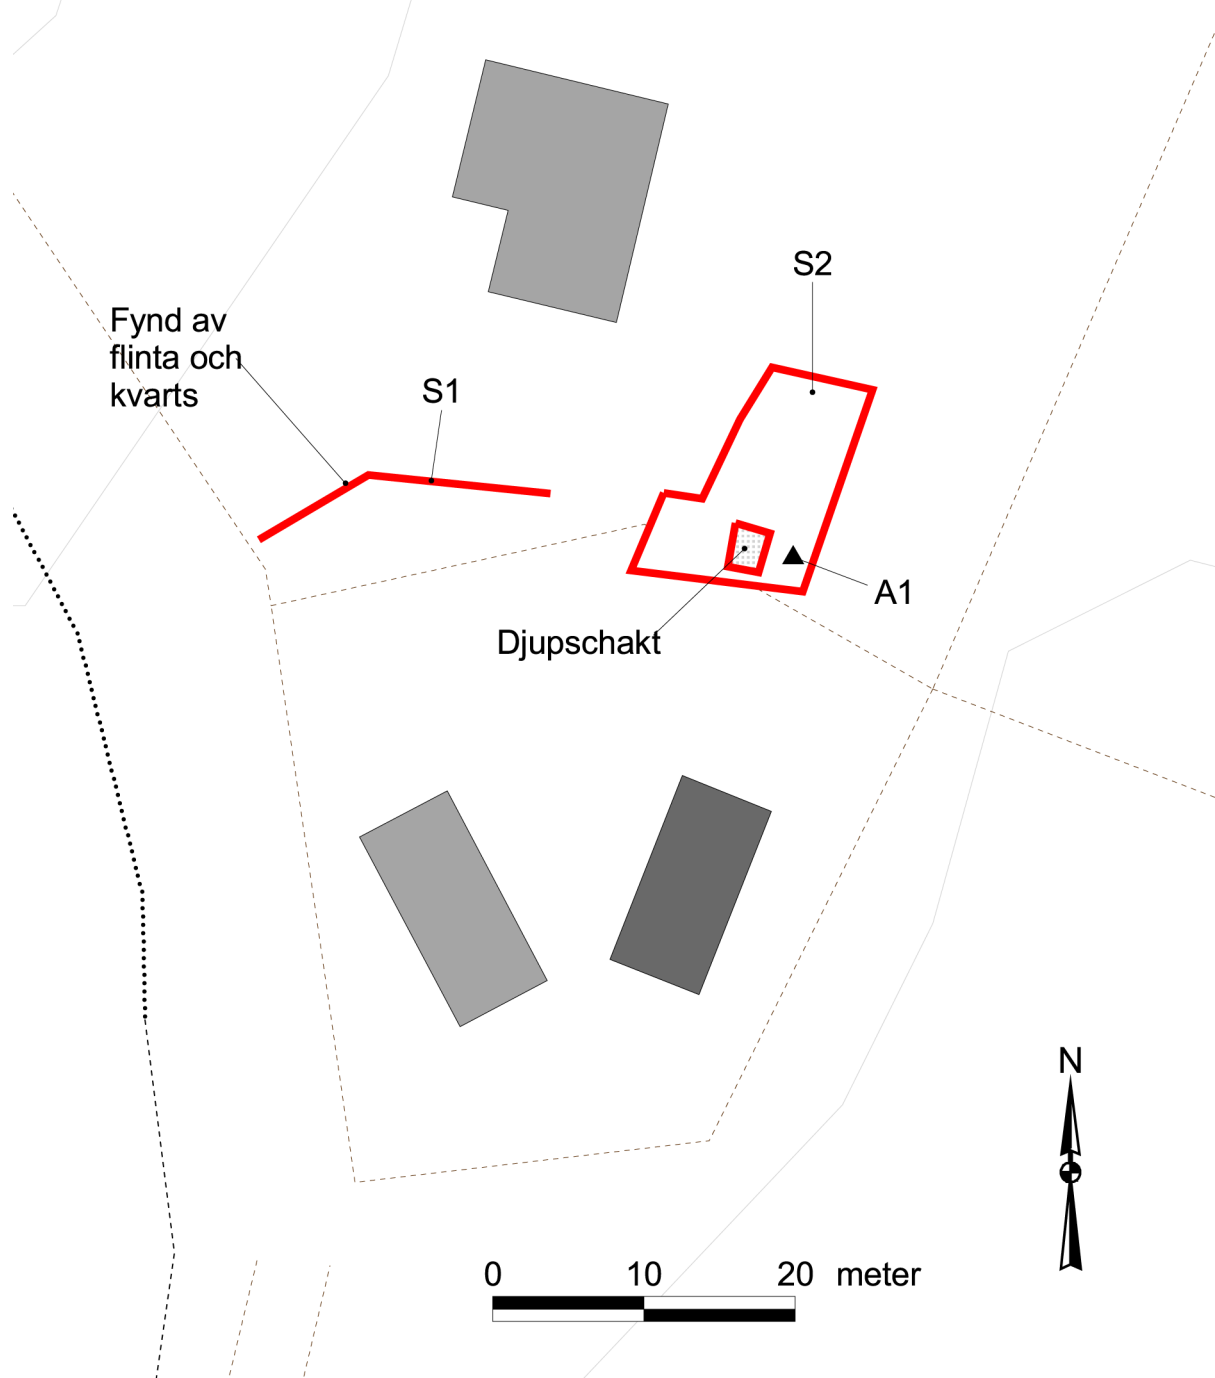 S2
Fynd av
flinta och
kvarts
S1
A1
Djupschakt
N
0 10 20 meter